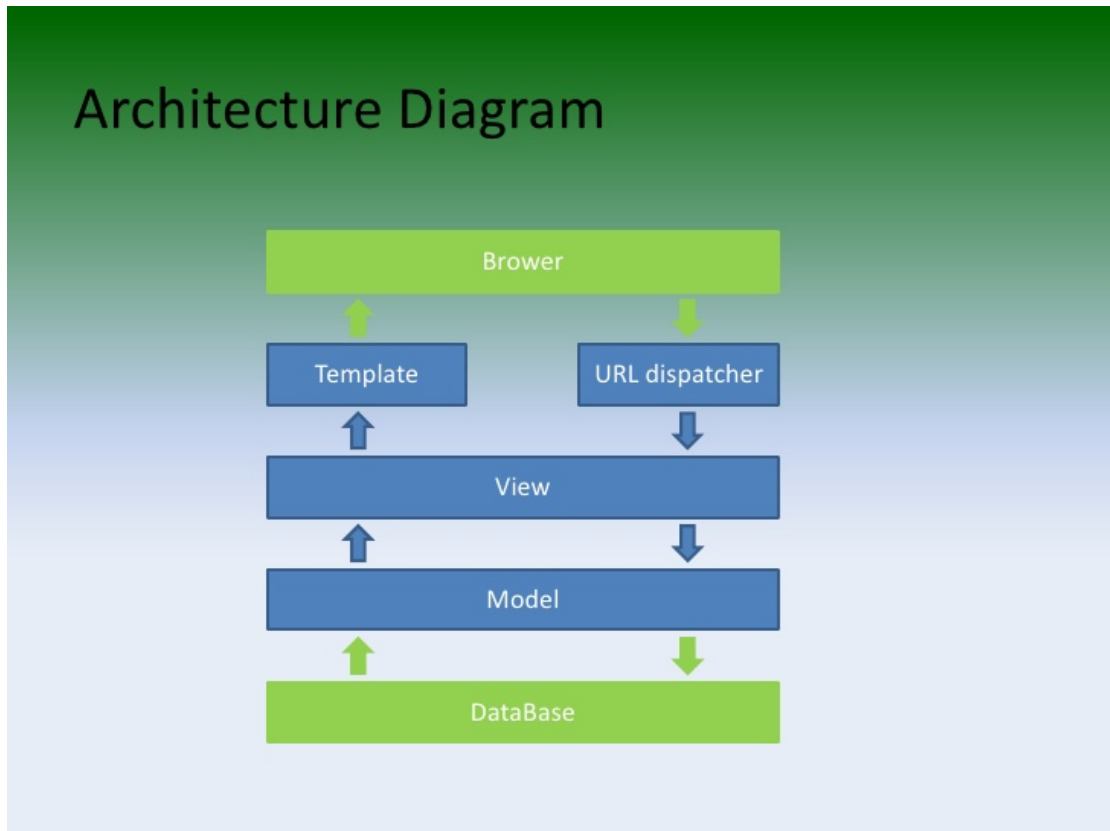 Architecture Diagram
Brower
Template
URL dispatcher
View
Model
DataBase